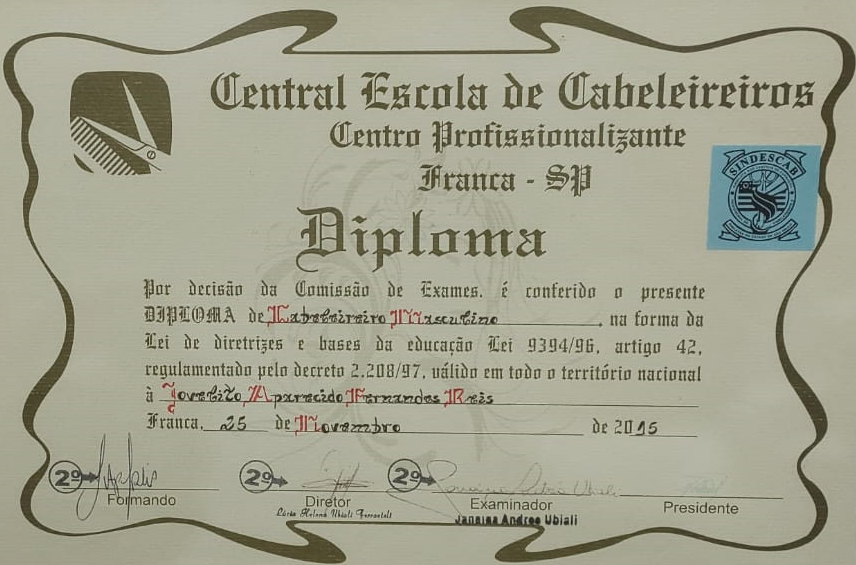 Central Escola de Cabeleireiros
Centro Profissionalizante
Franca - SP
SINDESCAB
Diploma
Por decisão da Comissão de Exames, é conferido o presente
DIPLOMA de Cabeleireiro Masculino, na forma da
Lei de diretrizes e bases da educação Lei 9394/96, artigo 42,
regulamentado pelo decreto 2.208/97, válido em todo o território nacional
à Jovelito Aparecido Fernandes Reis
Franca, 25 de Novembro de 2015
2º 2º 2º
Formando Diretor Examinador Presidente
Lúcia Helena Ubiali Ferrantell
Janaina Andree Ubiali